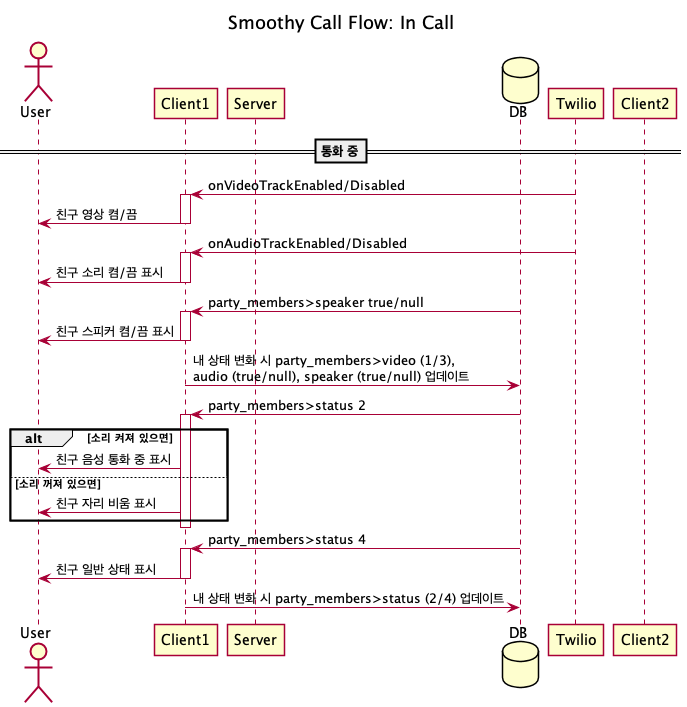 Smoothy Call Flow: In Call
User
Client1
Server
DB
Twilio
Client2
통화 중
onVideoTrackEnabled/Disabled
친구 영상 켬/끔
onAudioTrackEnabled/Disabled
친구 소리 켬/끔 표시
party_members>speaker true/null
친구 스피커 켬/끔 표시
내 상태 변화 시 party_members>video (1/3),
audio (true/null), speaker (true/null) 업데이트
party_members>status 2
alt [소리 켜져 있으면]
친구 음성 통화 중 표시
[소리 꺼져 있으면]
친구 자리 비움 표시
party_members>status 4
친구 일반 상태 표시
내 상태 변화 시 party_members>status (2/4) 업데이트
User
Client1
Server
DB
Twilio
Client2